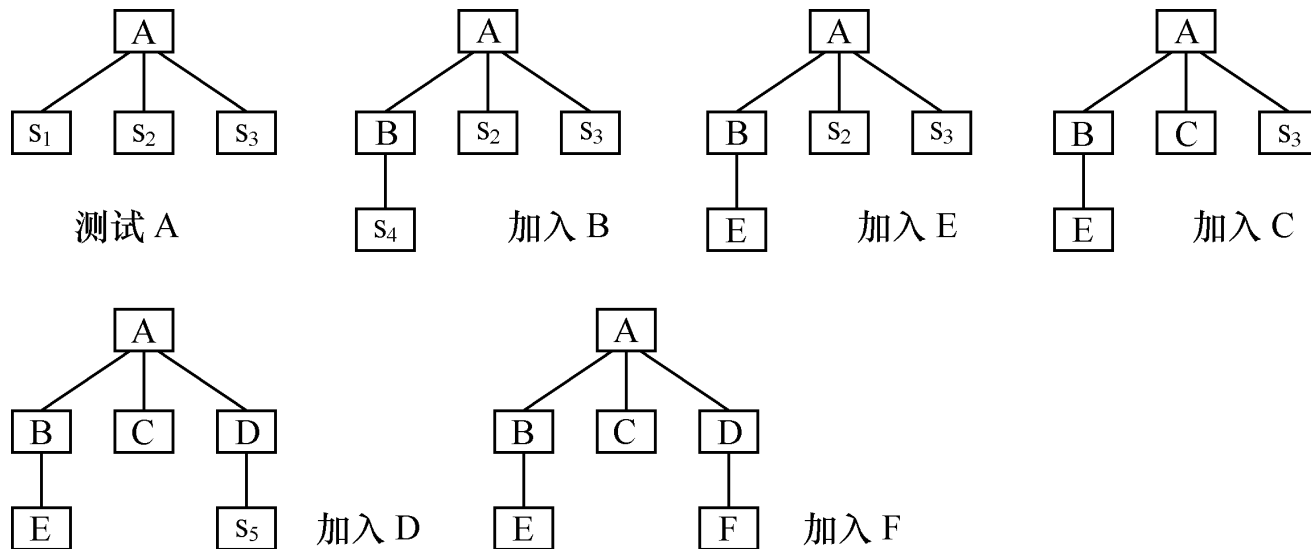 A
A
A
A
s₁ s₂ s₃
B s₂ s₃
B s₂ s₃
B C s₃
测试 A
s₄ 加入 B
E 加入 E
E 加入 C
A
A
B C D
B C D
E s₅ 加入 D
E F 加入 F